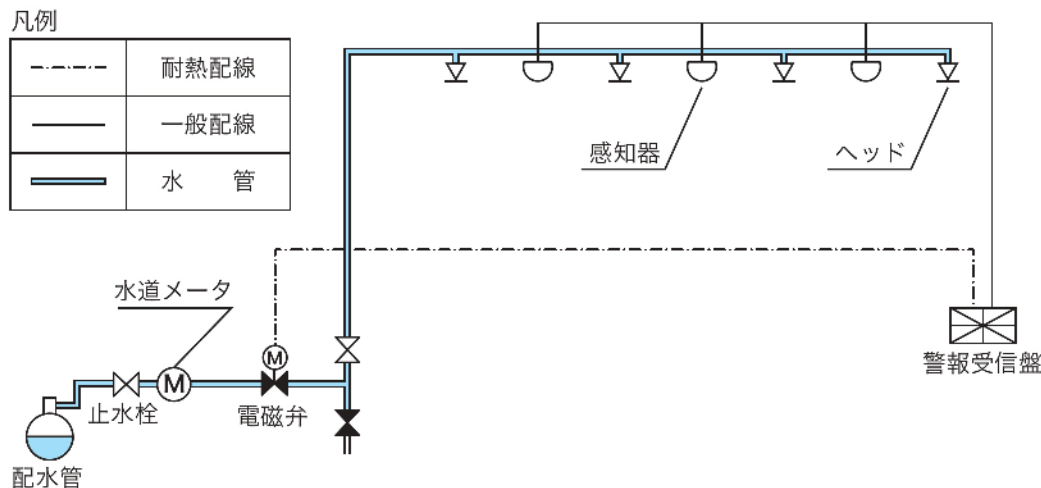 凡例
耐熱配線
一般配線
水　管
感知器
ヘッド
水道メータ
M
警報受信盤
M
止水栓
電磁弁
配水管